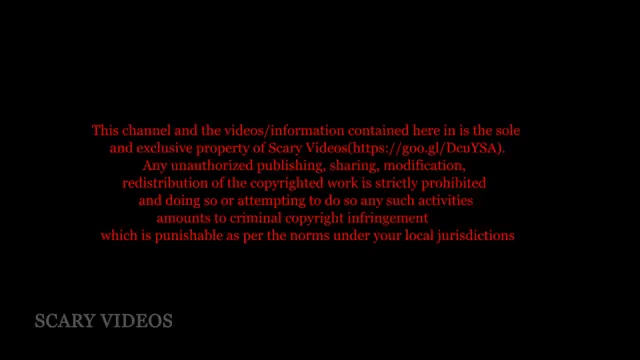 This channel and the videos/information contained here in is the sole
and exclusive property of Scary Videos(https://goo.gl/DcuYSA).
Any unauthorized publishing, sharing, modification,
redistribution of the copyrighted work is strictly prohibited
and doing so or attempting to do so any such activities
amounts to criminal copyright infringement
which is punishable as per the norms under your local jurisdictions
SCARY VIDEOS